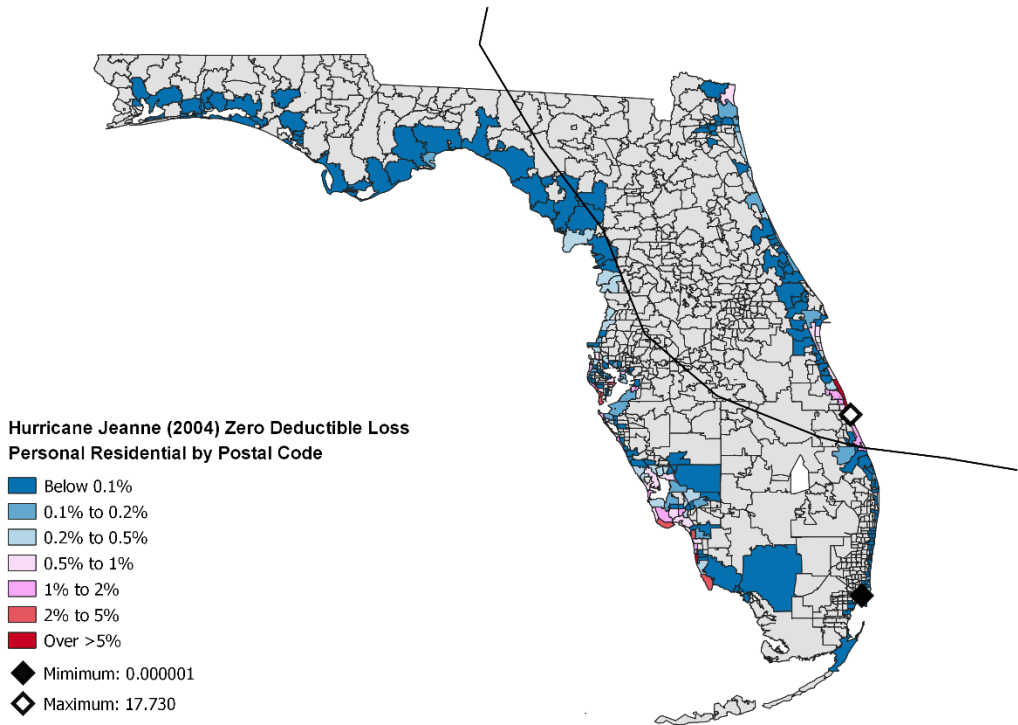 Hurricane Jeanne (2004) Zero Deductible Loss
Personal Residential by Postal Code
Below 0.1%
0.1% to 0.2%
0.2% to 0.5%
0.5% to 1%
1% to 2%
2% to 5%
Over >5%
Mimimum: 0.000001
Maximum: 17.730